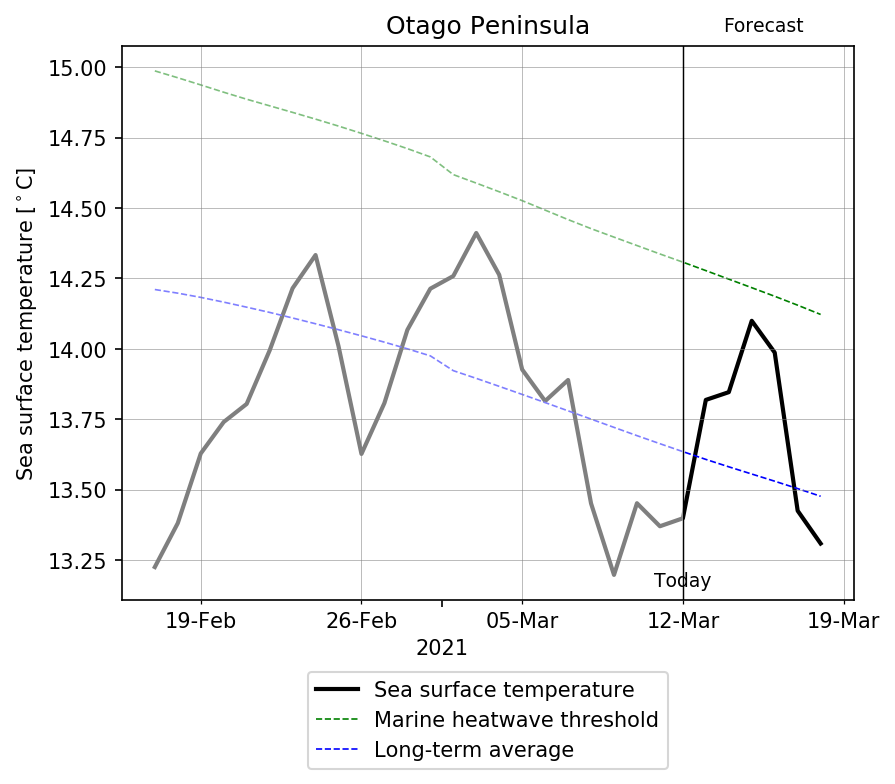 Otago Peninsula
Forecast
Sea surface temperature [°C]
15.00
14.75
14.50
14.25
14.00
13.75
13.50
13.25
Today
19-Feb 26-Feb 05-Mar 12-Mar 19-Mar
2021
Sea surface temperature
Marine heatwave threshold
Long-term average